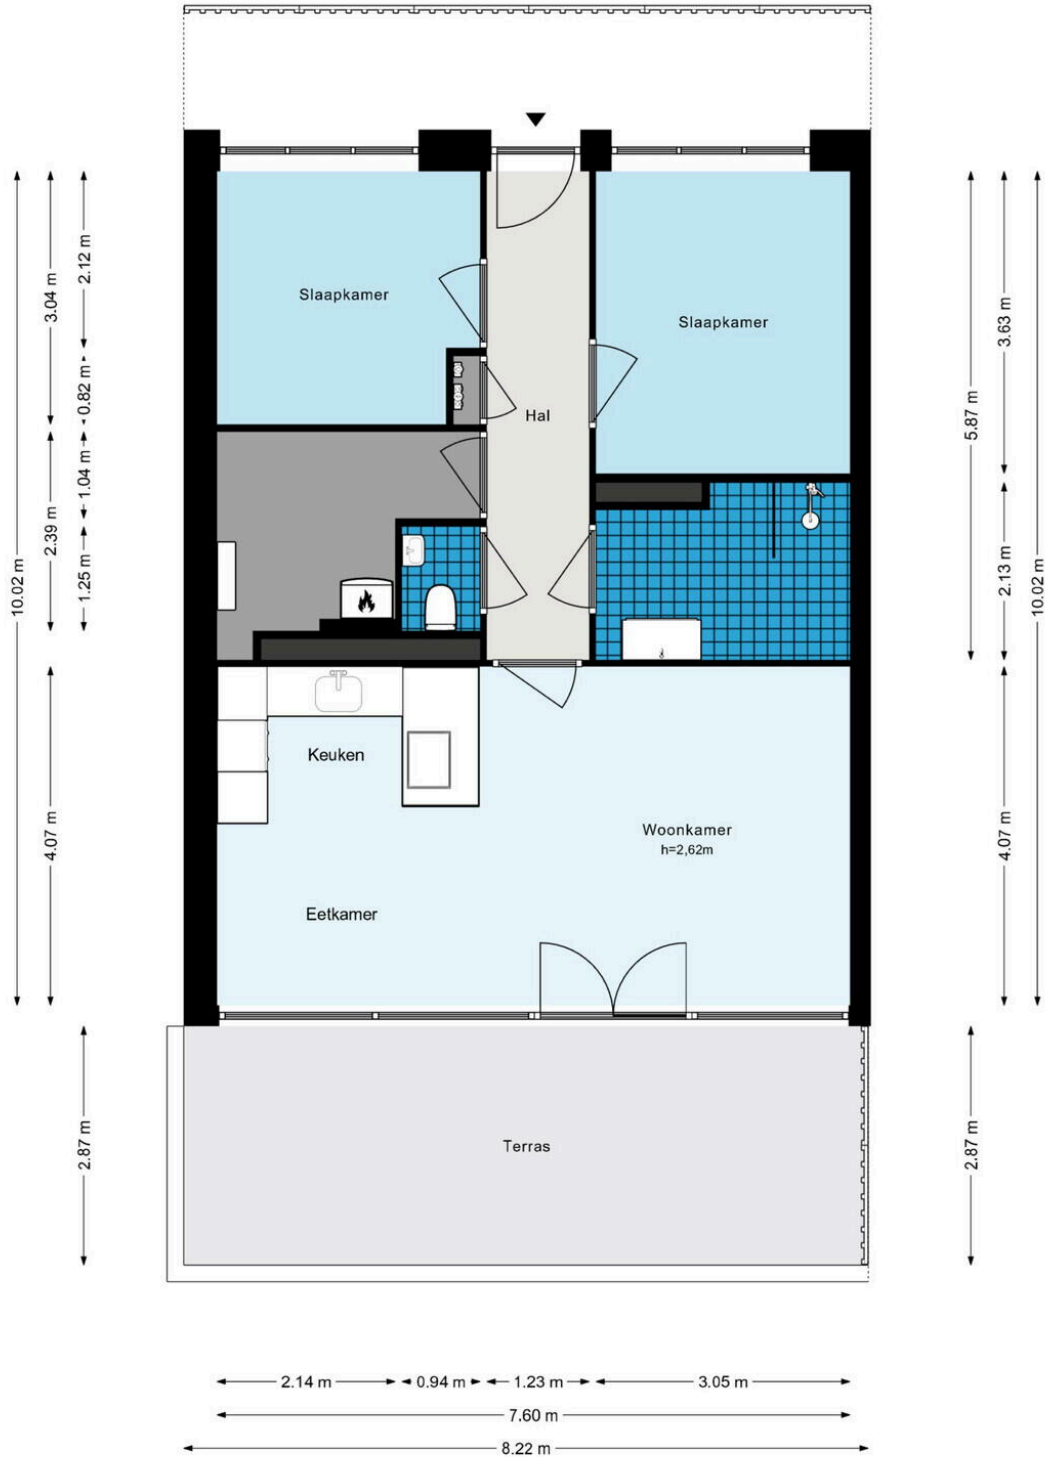 Slaapkamer
Slaapkamer
Hal
Keuken
Woonkamer
h=2,62m
Eetkamer
Terras
10.02 m
3.04 m
2.39 m
4.07 m
2.12 m
0.82 m
1.04 m
1.25 m
2.87 m
5.87 m
3.63 m
2.13 m
4.07 m
10.02 m
2.87 m
2.14 m
0.94 m
1.23 m
3.05 m
7.60 m
8.22 m